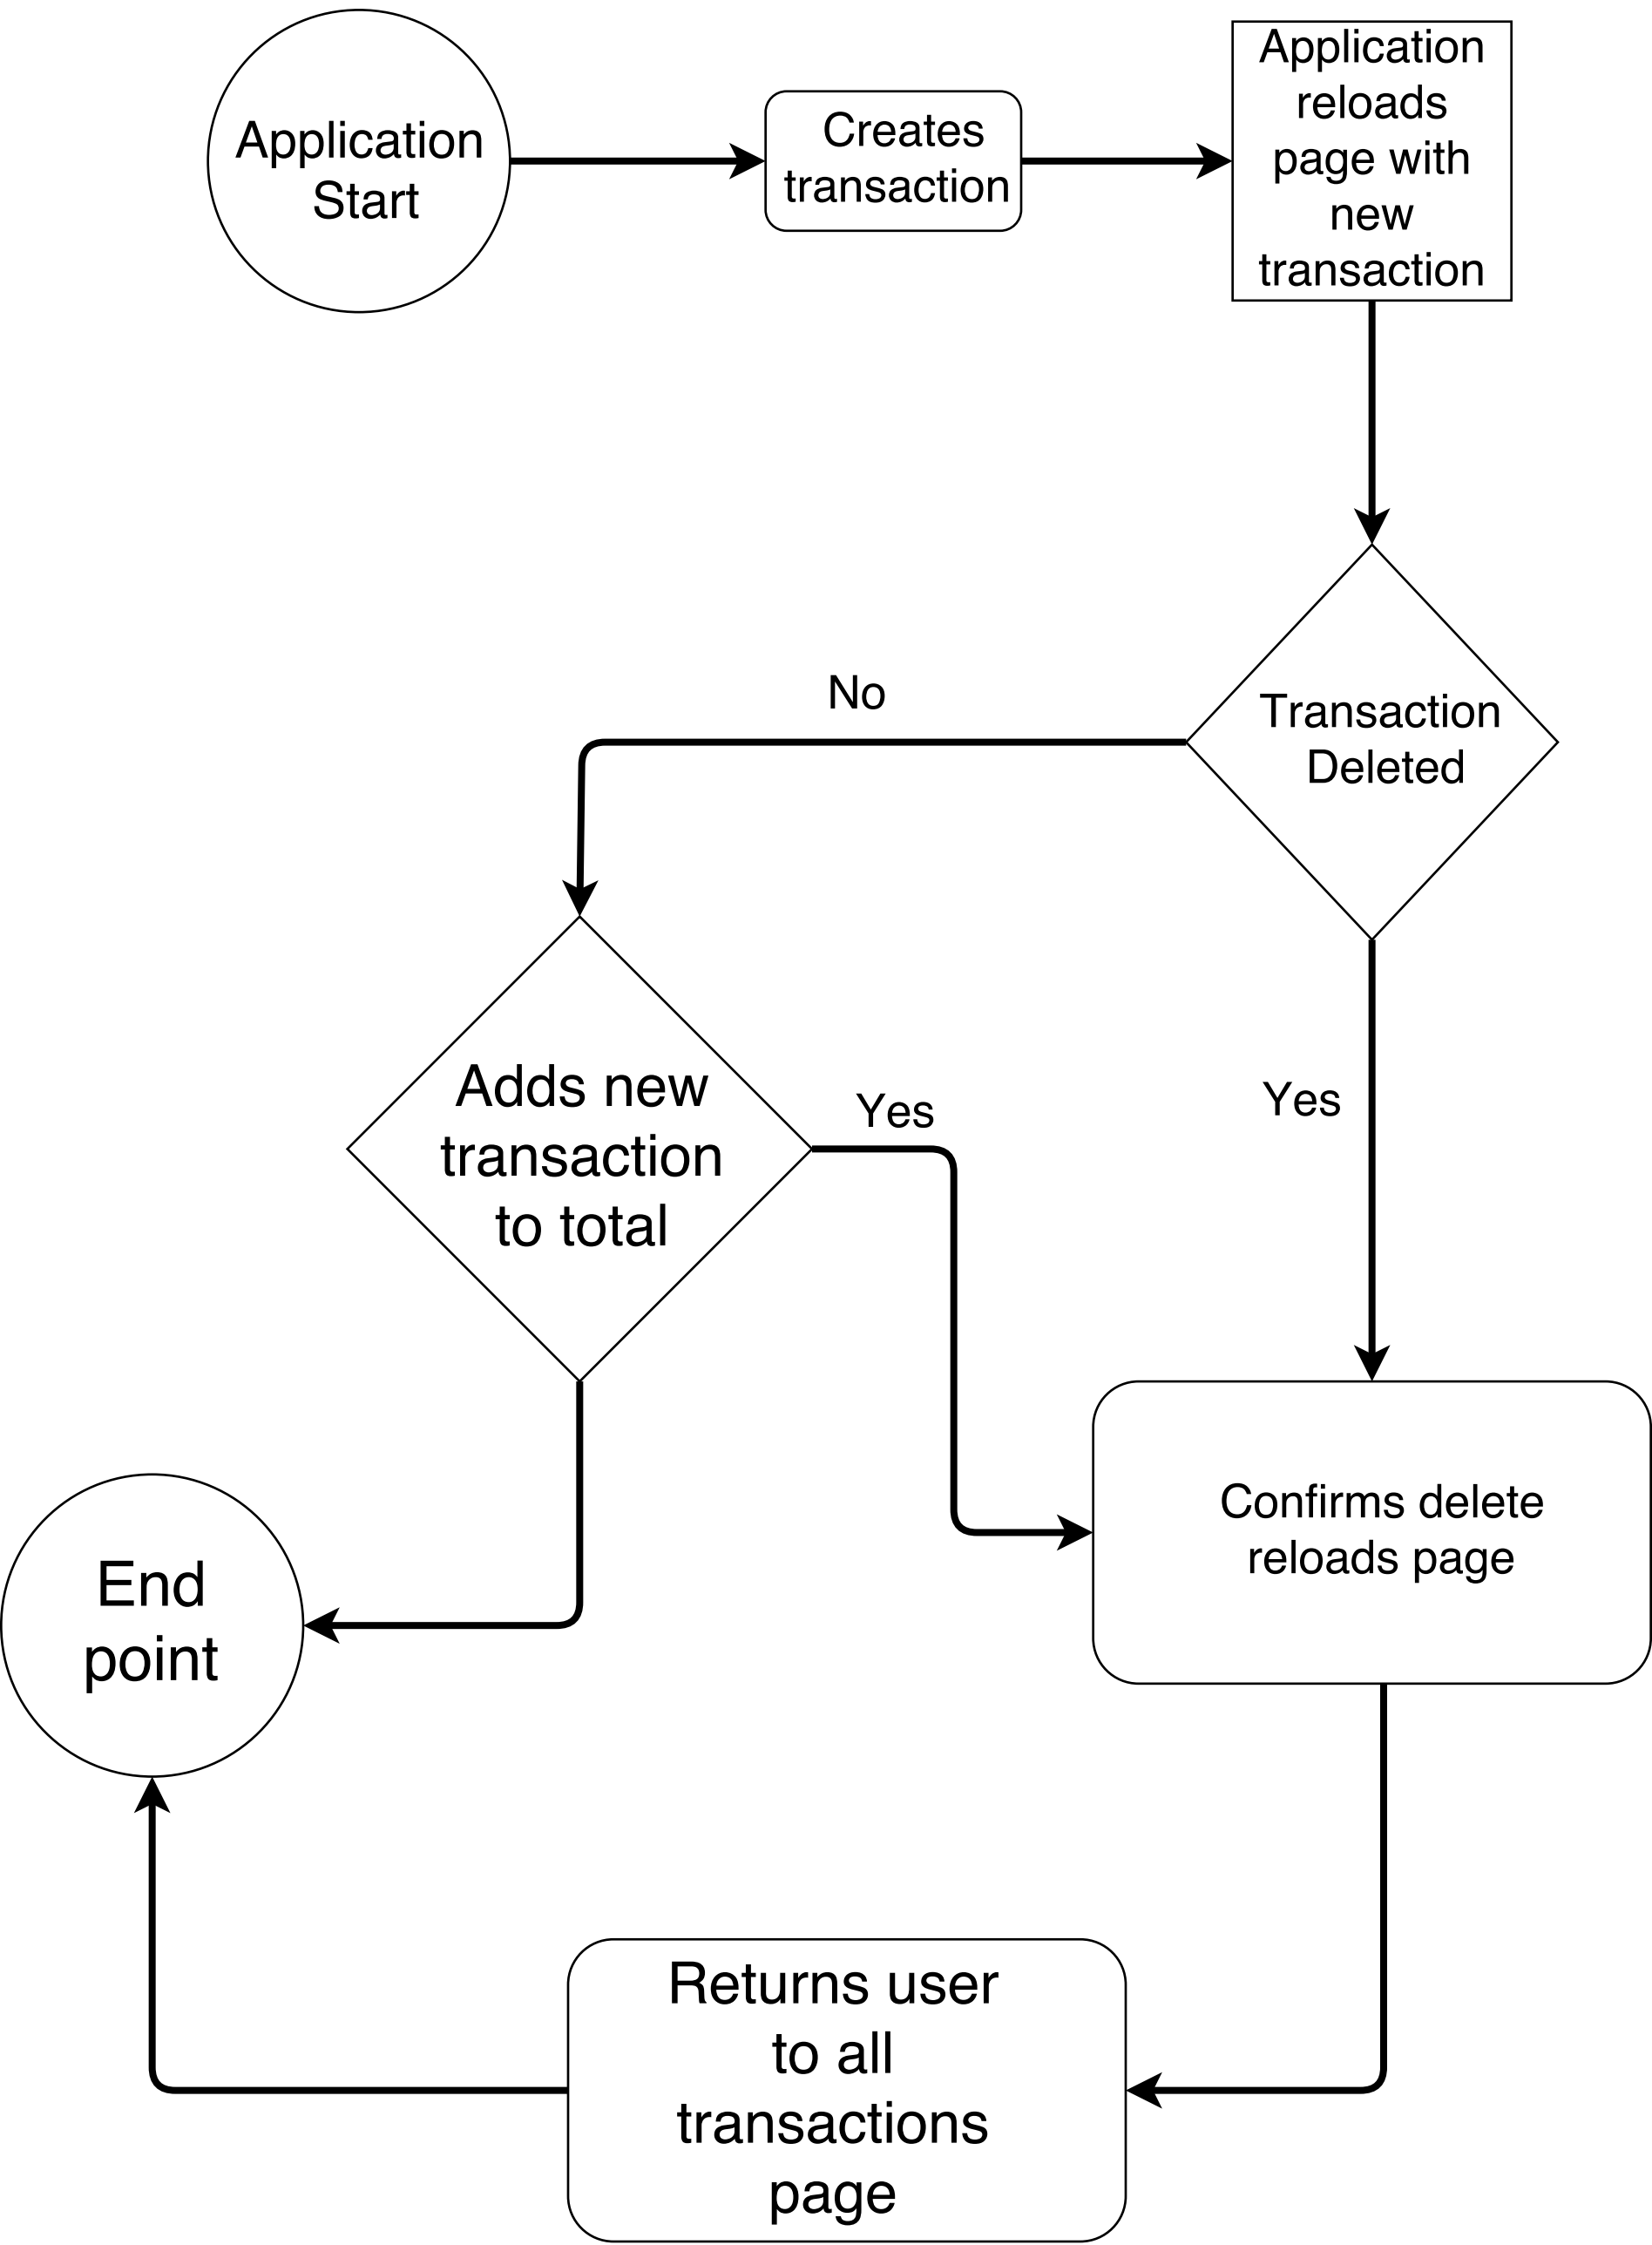 Application
Start
Creates
transaction
Application
reloads
page with
new
transaction
Transaction
Deleted
No
Adds new
transaction
to total
Yes
Yes
Confirms delete
reloads page
End
point
Returns user
to all
transactions
page